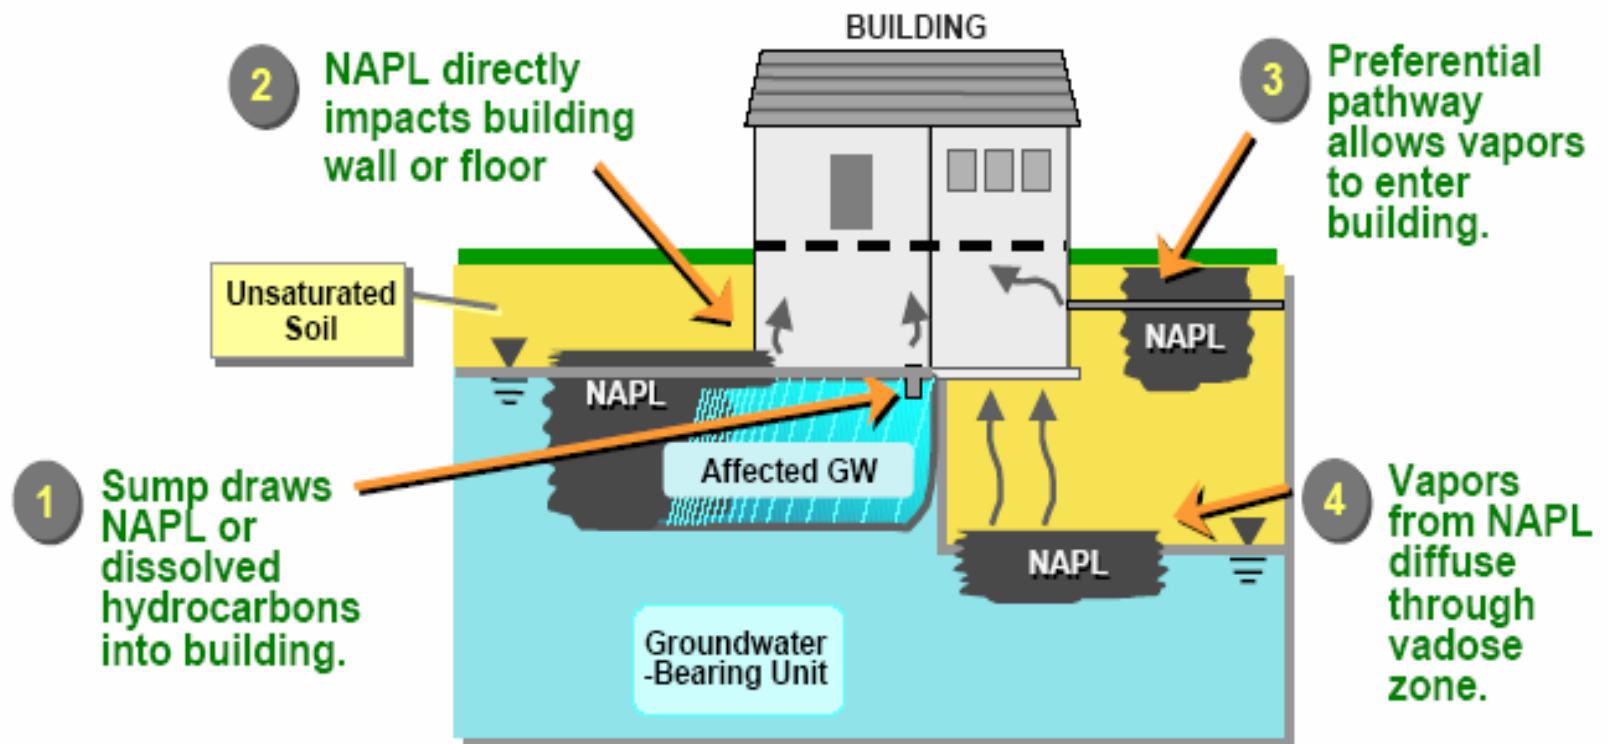 BUILDING
2
NAPL directly
impacts building
wall or floor
3
Preferential
pathway
allows vapors
to enter
building.
Unsaturated
Soil
NAPL
NAPL
Affected GW
1
Sump draws
NAPL or
dissolved
hydrocarbons
into building.
NAPL
4
Vapors
from NAPL
diffuse
through
vadose
zone.
Groundwater
-Bearing Unit